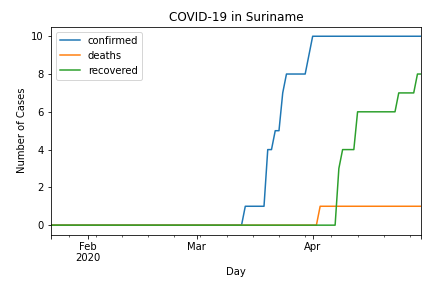 COVID-19 in Suriname
confirmed
deaths
recovered
10
8
6
4
2
0
Number of Cases
Feb
2020
Mar
Apr
Day